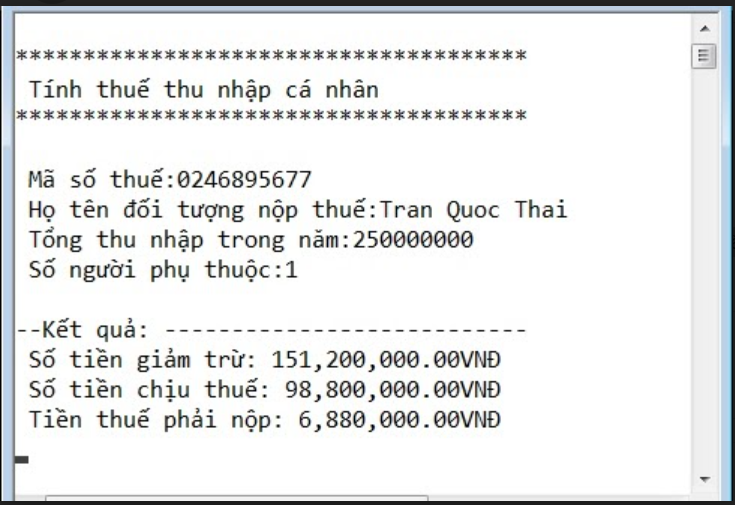 **************************************
Tính thuế thu nhập cá nhân
**************************************
Mã số thuế:0246895677
Họ tên đối tượng nộp thuế:Tran Quoc Thai
Tổng thu nhập trong năm:250000000
Số người phụ thuộc:1
--Kết quả: ---------------------------
Số tiền giảm trừ: 151,200,000.00VNĐ
Số tiền chịu thuế: 98,800,000.00VNĐ
Tiền thuế phải nộp: 6,880,000.00VNĐ